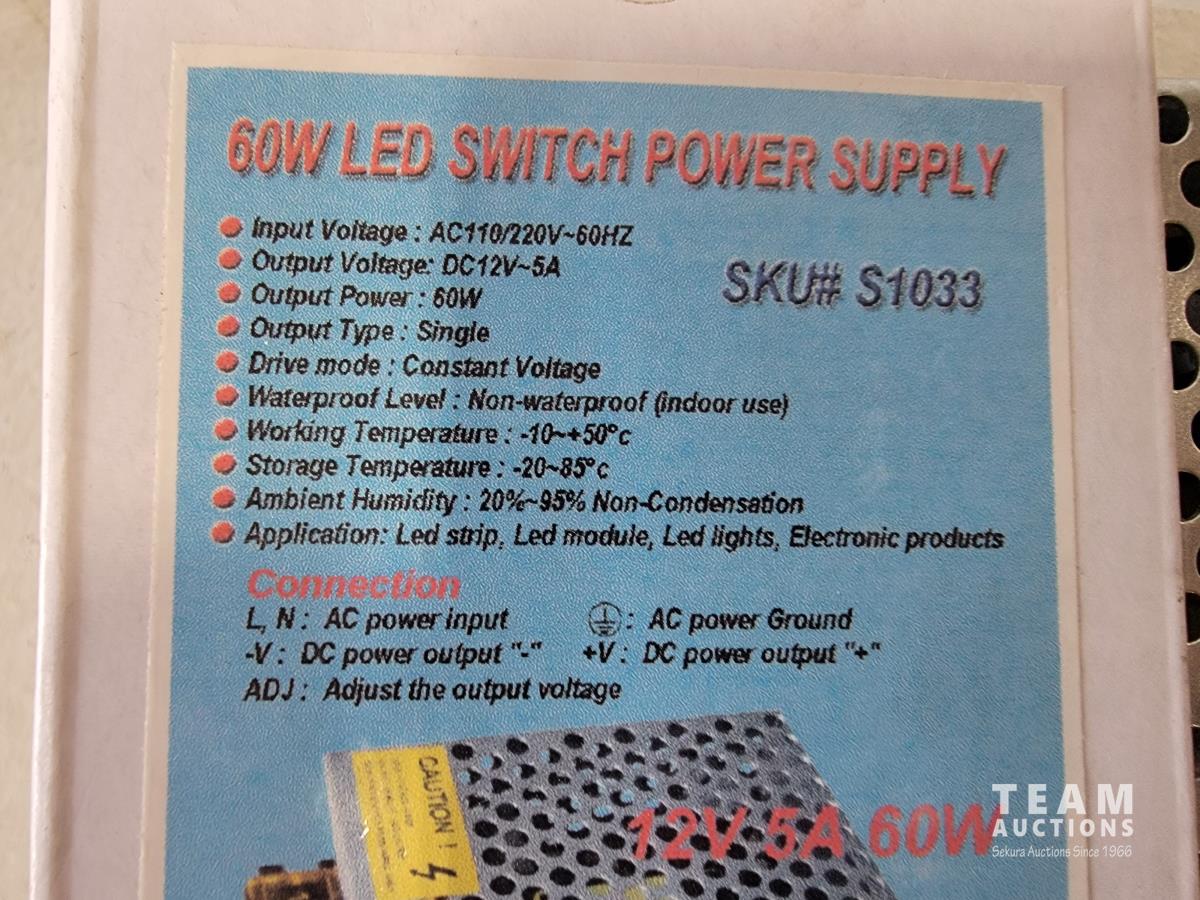 60W LED SWITCH POWER SUPPLY
Input Voltage : AC110/220V~60HZ
Output Voltage: DC12V~5A
SKU# S1033
Output Power : 60W
Output Type : Single
Drive mode : Constant Voltage
Waterproof Level : Non-waterproof (indoor use)
Working Temperature : -10~+50°c
Storage Temperature : -20~85°c
Ambient Humidity : 20%~95% Non-Condensation
Application: Led strip, Led module, Led lights, Electronic products
Connection
L, N : AC power input
: AC power Ground
-V : DC power output "-"
+V : DC power output "+"
ADJ : Adjust the output voltage
CAUTION !
12V 5A 60W
TEAM
AUCTIONS
Sekura Auctions Since 1966